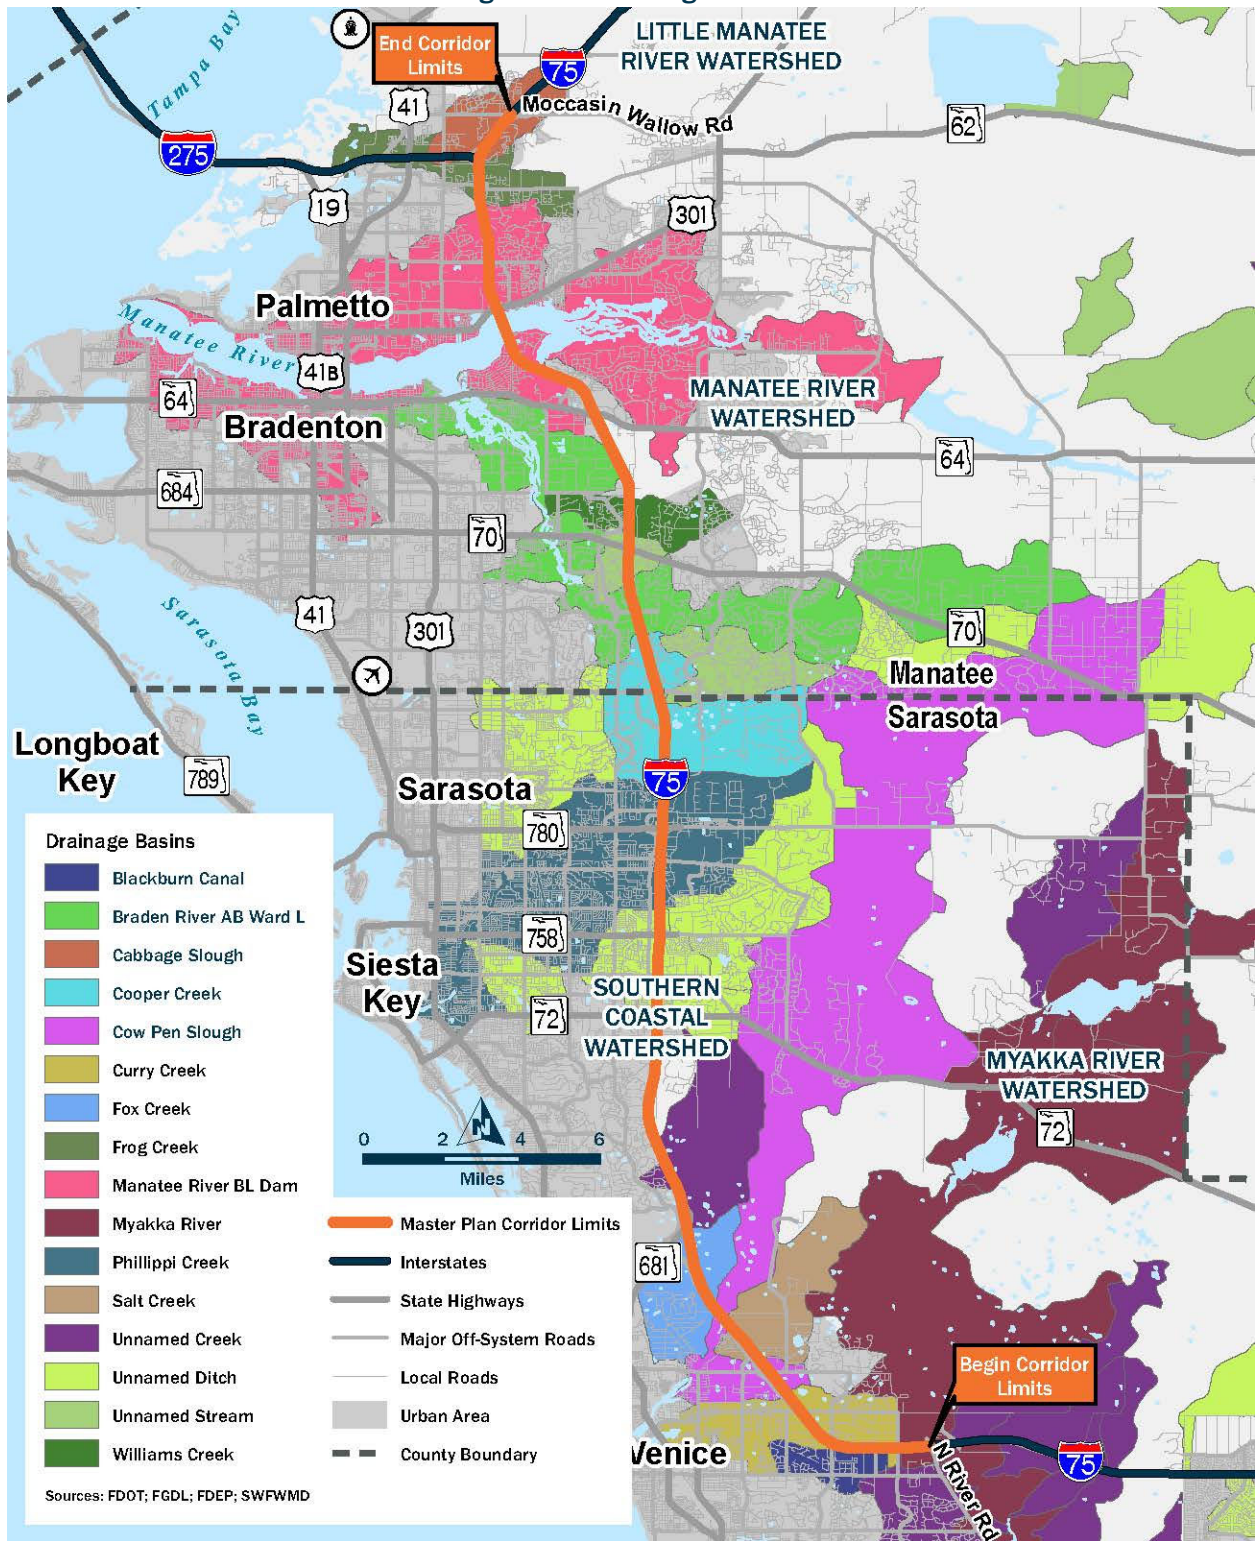 Tampa Bay
End Corridor
Limits
75
LITTLE MANATEE
RIVER WATERSHED
41
Moccasin Wallow Rd
62
275
19
301
Palmetto
Manatee River
41B
64
MANATEE RIVER
WATERSHED
Bradenton
64
684
70
Sarasota Bay
41
301
70
Manatee
Sarasota
Longboat
Key
789
75
Sarasota
780
758
Siesta
Key
SOUTHERN
COASTAL
WATERSHED
72
MYAKKA RIVER
WATERSHED
72
N
0 2 4 6
Miles
681
Begin Corridor
Limits
Venice
N River Rd
75
Drainage Basins
Blackburn Canal
Braden River AB Ward L
Cabbage Slough
Cooper Creek
Cow Pen Slough
Curry Creek
Fox Creek
Frog Creek
Manatee River BL Dam
Myakka River
Phillippi Creek
Salt Creek
Unnamed Creek
Unnamed Ditch
Unnamed Stream
Williams Creek
Master Plan Corridor Limits
Interstates
State Highways
Major Off-System Roads
Local Roads
Urban Area
County Boundary
Sources: FDOT; FGDL; FDEP; SWFWMD